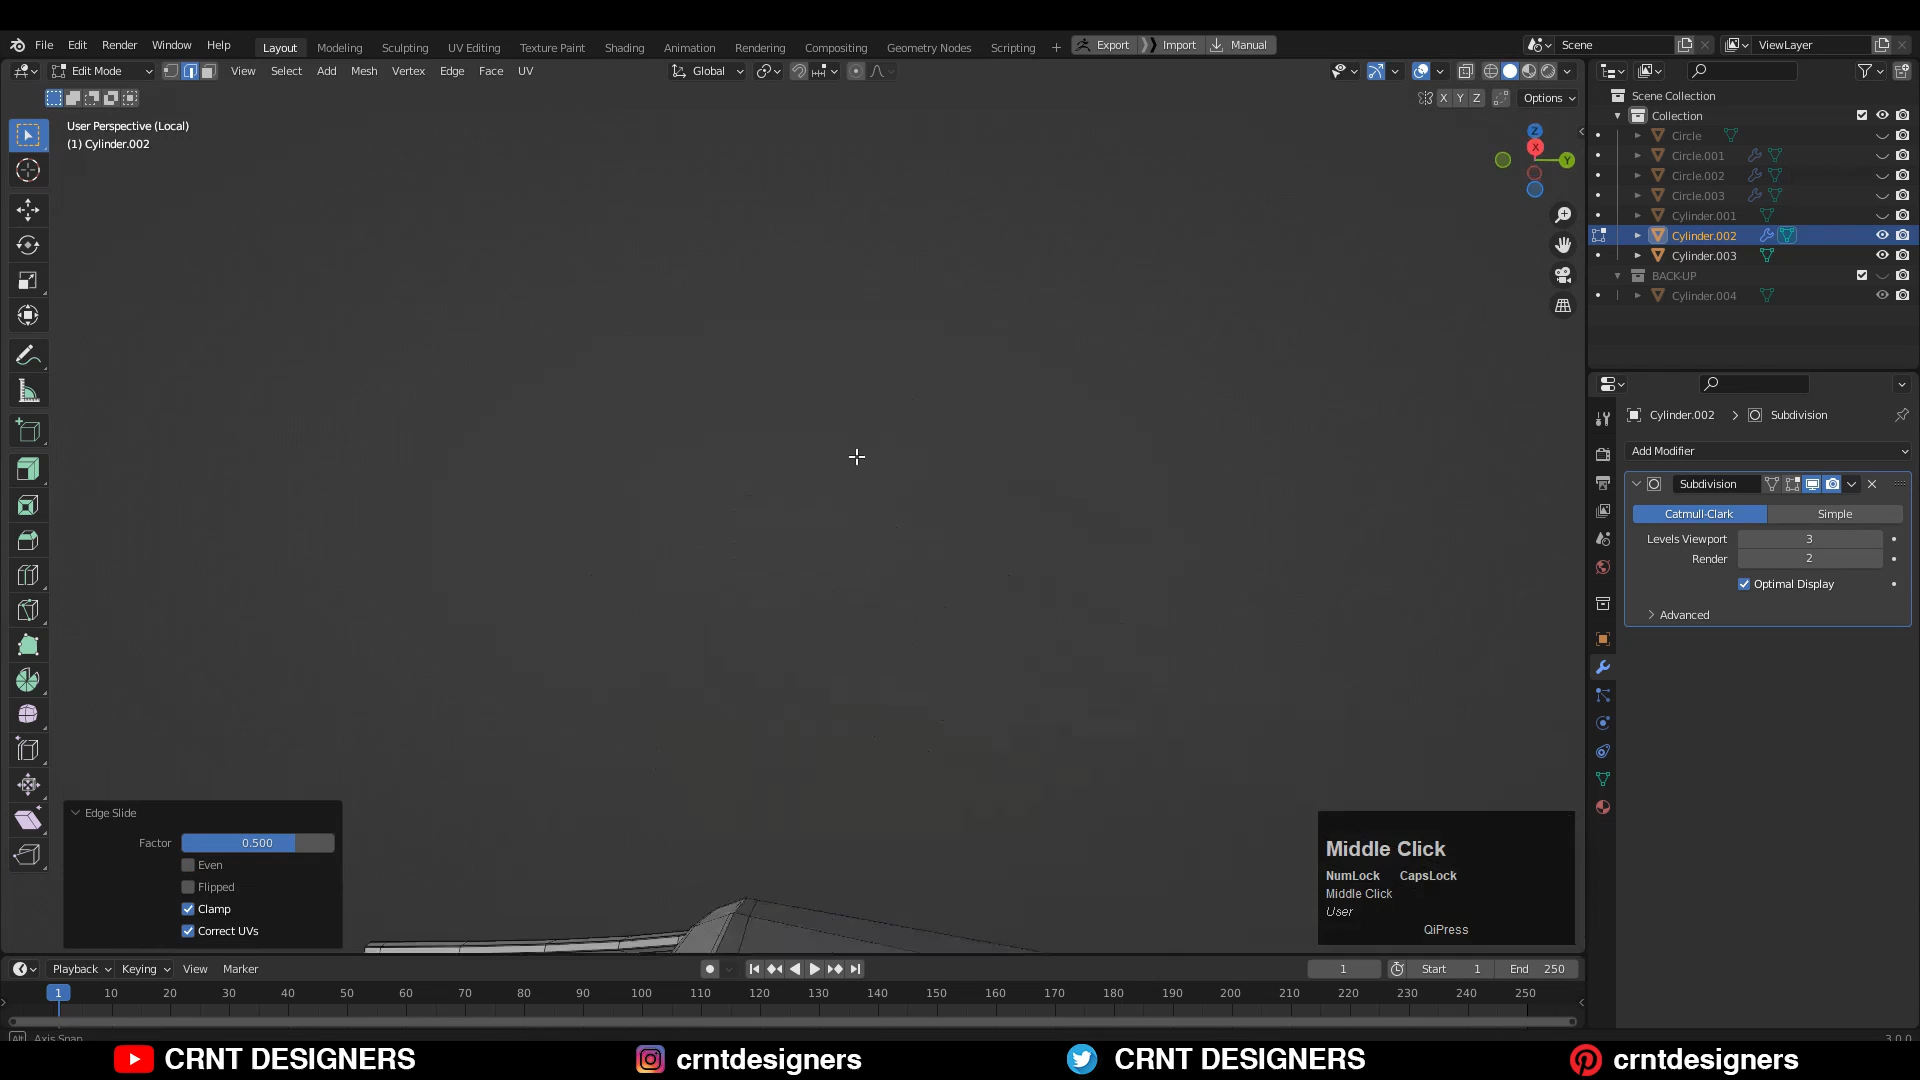 File Edit Render Window Help Layout Modeling Sculpting UV Editing Texture Paint Shading Animation Rendering Compositing Geometry Nodes Scripting + Export Import Manual Scene ViewLayer
Edit Mode View Select Add Mesh Vertex Edge Face UV Global
X Y Z Options
User Perspective (Local)
(1) Cylinder.002
Z
X
Y
Scene Collection
Collection
Circle
Circle.001
Circle.002
Circle.003
Cylinder.001
Cylinder.002
Cylinder.003
BACK-UP
Cylinder.004
Cylinder.002 > Subdivision
Add Modifier
Subdivision
Catmull-Clark Simple
Levels Viewport 3
Render 2
Optimal Display
Advanced
Edge Slide
Factor 0.500
Even
Flipped
Clamp
Correct UVs
Middle Click
NumLock CapsLock
Middle Click
User
QiPress
Playback Keying View Marker 1 Start 1 End 250
1 10 20 30 40 50 60 70 80 90 100 110 120 130 140 150 160 170 180 190 200 210 220 230 240 250
Alt Axis Snap 3.0.0
CRNT DESIGNERS crntdesigners CRNT DESIGNERS crntdesigners